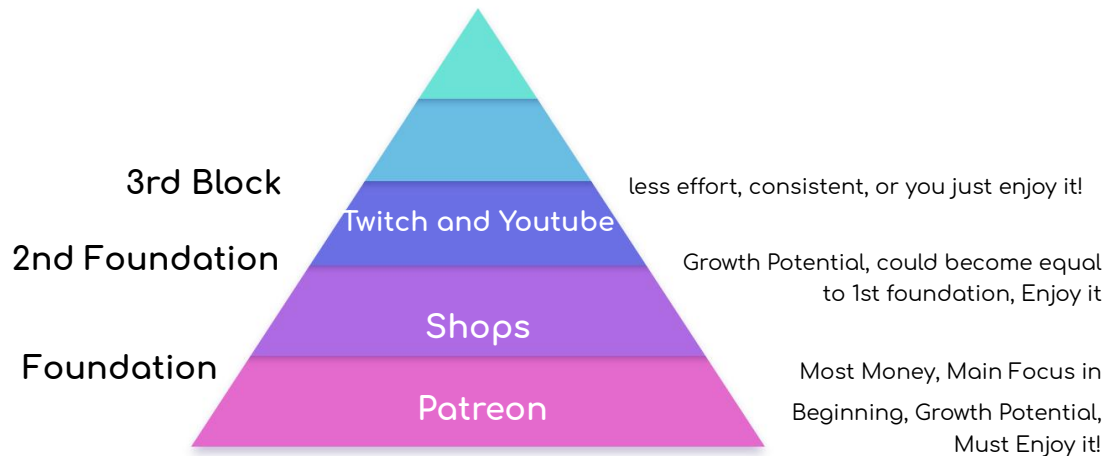 3rd Block
less effort, consistent, or you just enjoy it!
Twitch and Youtube
2nd Foundation
Growth Potential, could become equal
to 1st foundation, Enjoy it
Shops
Foundation
Most Money, Main Focus in
Beginning, Growth Potential,
Must Enjoy it!
Patreon